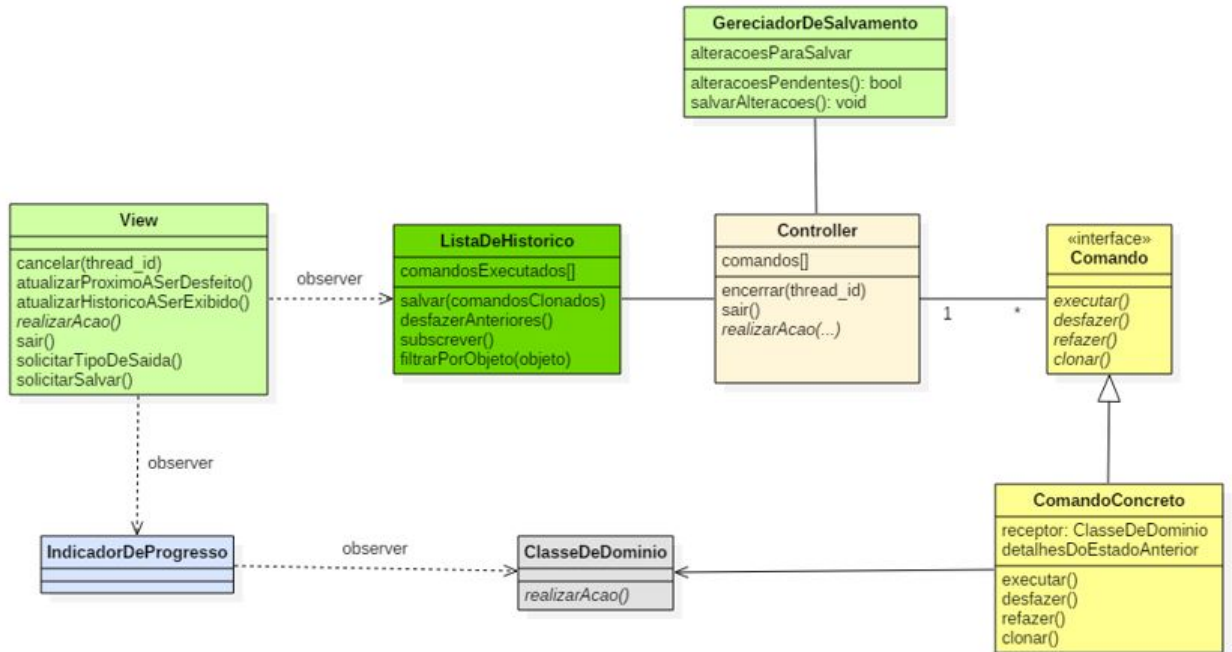 GereciadorDeSalvamento
alteracoesParaSalvar
alteracoesPendentes(): bool
salvarAlteracoes(): void
View
cancelar(thread_id)
atualizarProximoASerDesfeito()
atualizarHistoricoASerExibido()
realizarAcao()
sair()
solicitarTipoDeSaida()
solicitarSalvar()
observer
ListaDeHistorico
comandosExecutados[]
salvar(comandosClonados)
desfazerAnteriores()
subscrever()
filtrarPorObjeto(objeto)
Controller
comandos[]
encerrar(thread_id)
sair()
realizarAcao(...)
1
*
«interface»
Comando
executar()
desfazer()
refazer()
clonar()
observer
IndicadorDeProgresso
observer
ClasseDeDominio
realizarAcao()
ComandoConcreto
receptor: ClasseDeDominio
detalhesDoEstadoAnterior
executar()
desfazer()
refazer()
clonar()